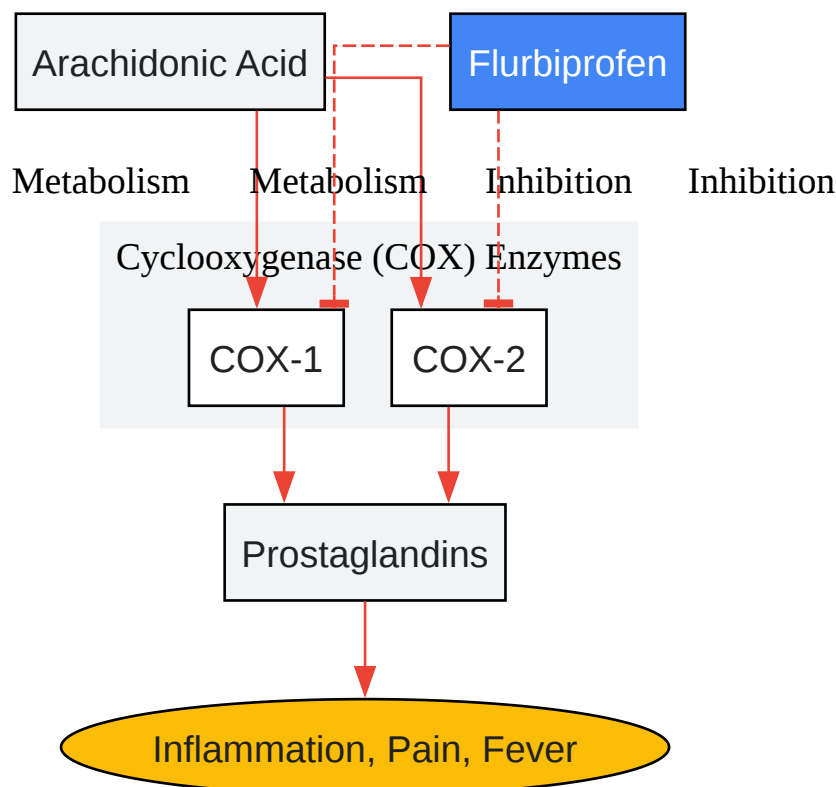 Arachidonic Acid
Flurbiprofen
Metabolism
Metabolism
Inhibition
Inhibition
Cyclooxygenase (COX) Enzymes
COX-1
COX-2
Prostaglandins
Inflammation, Pain, Fever